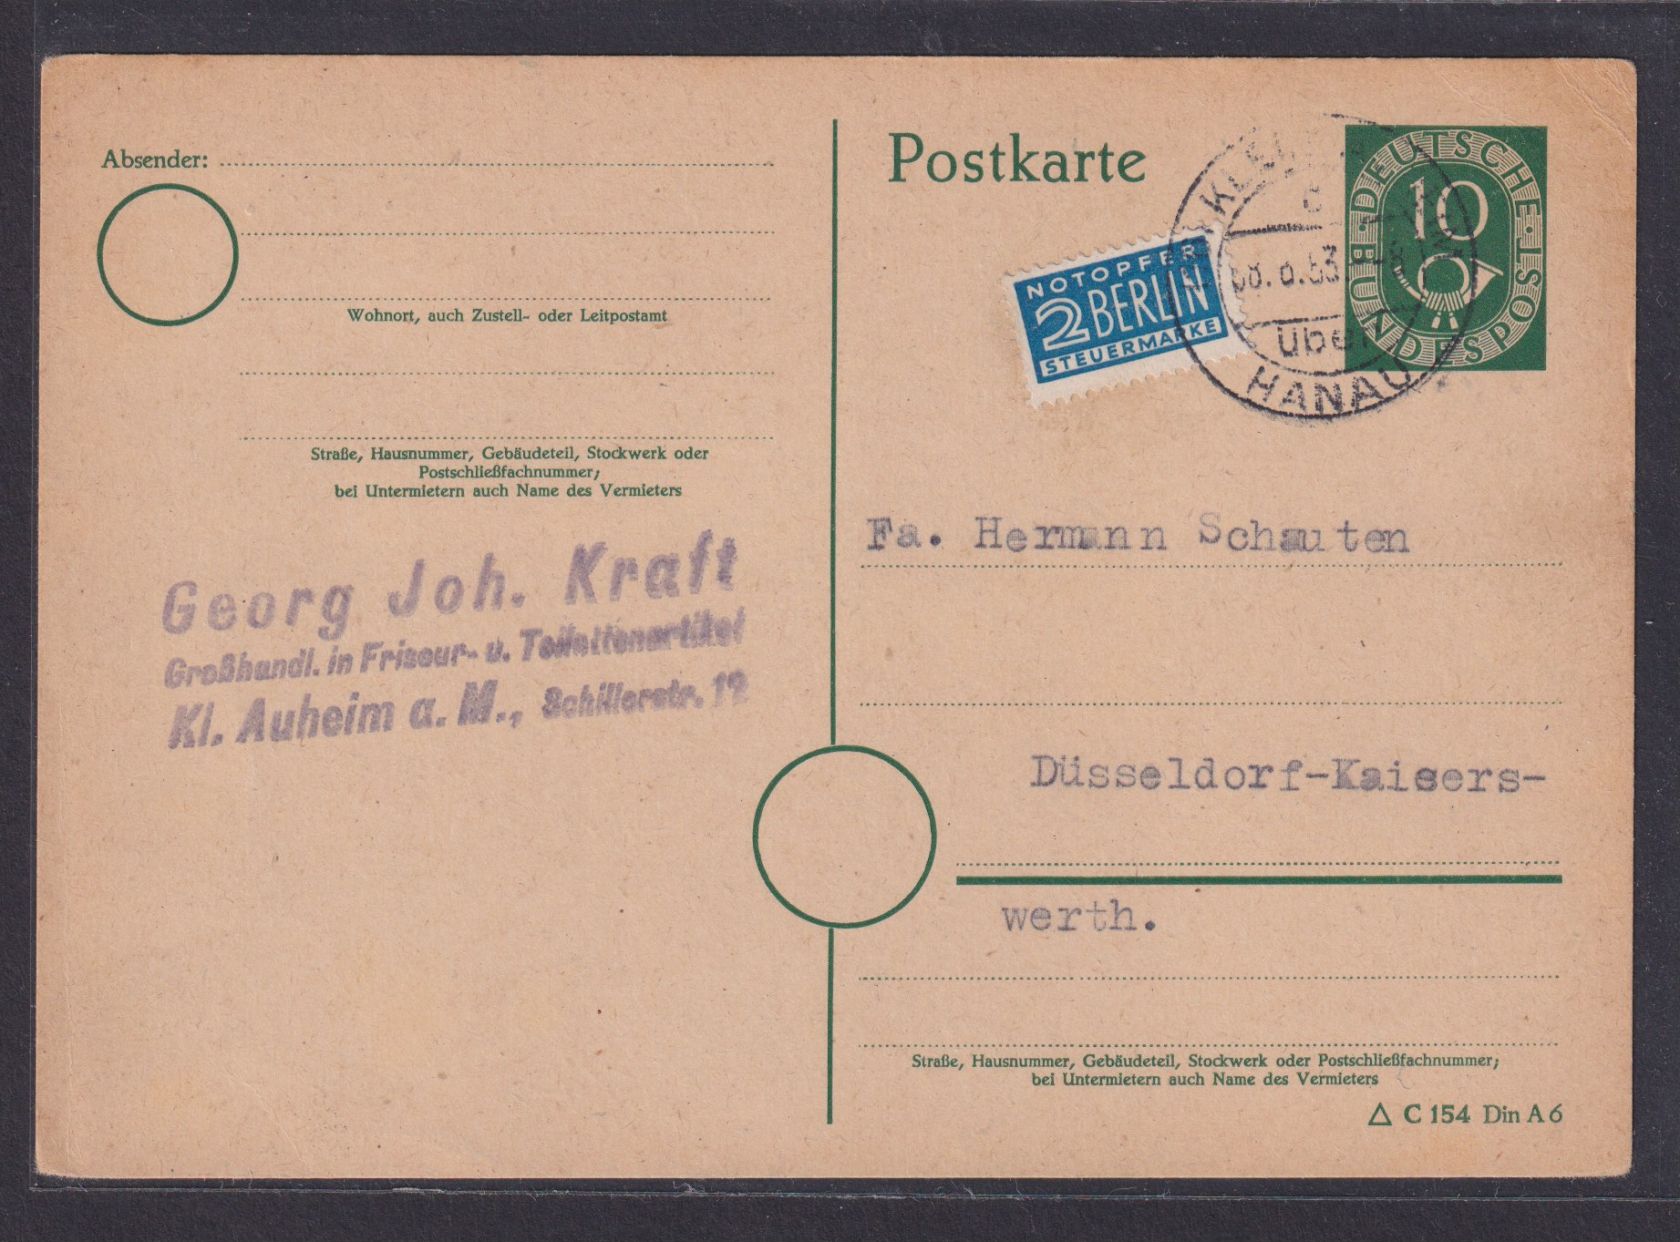 Absender:
Wohnort, auch Zustell- oder Leitpostamt
Straße, Hausnummer, Gebäudeteil, Stockwerk oder
Postschließfachnummer;
bei Untermietern auch Name des Vermieters
Georg Joh. Kraft
Großhandl. in Friseur- u. Toilettenartikel
Kl. Auheim a. M., Schillerstr. 19
Postkarte
NOTOPFER
2 BERLIN
STEUERMARKE
über
HANAU
DEUTSCHE BUNDESPOST
10
Fa. Hermann Schauten
Düsseldorf-Kaisers-
werth.
Straße, Hausnummer, Gebäudeteil, Stockwerk oder Postschließfachnummer;
bei Untermietern auch Name des Vermieters
△ C 154 Din A 6